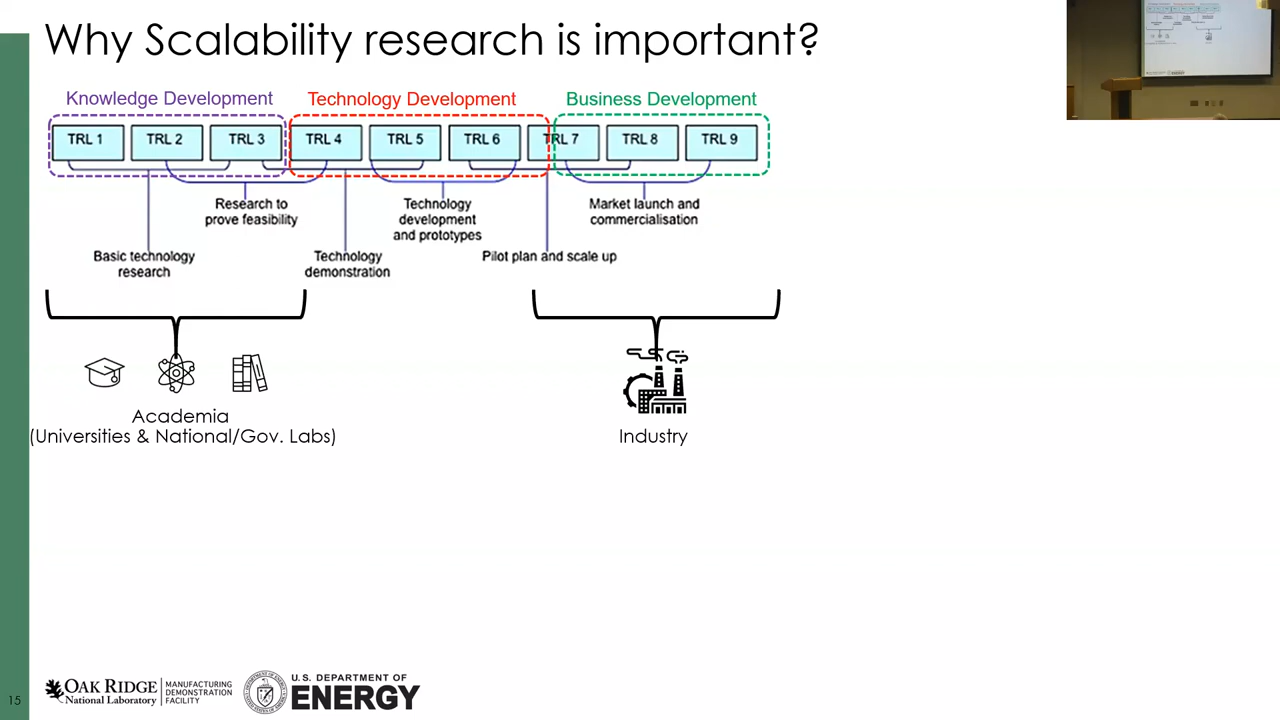 Why Scalability research is important?
Knowledge Development
Technology Development
Business Development
TRL 1
TRL 2
TRL 3
TRL 4
TRL 5
TRL 6
TRL 7
TRL 8
TRL 9
Research to
prove feasibility
Technology
development
and prototypes
Market launch and
commercialisation
Basic technology
research
Technology
demonstration
Pilot plan and scale up
Academia
(Universities & National/Gov. Labs)
Industry
15
OAK RIDGE
National Laboratory
MANUFACTURING
DEMONSTRATION
FACILITY
U.S. DEPARTMENT OF
ENERGY